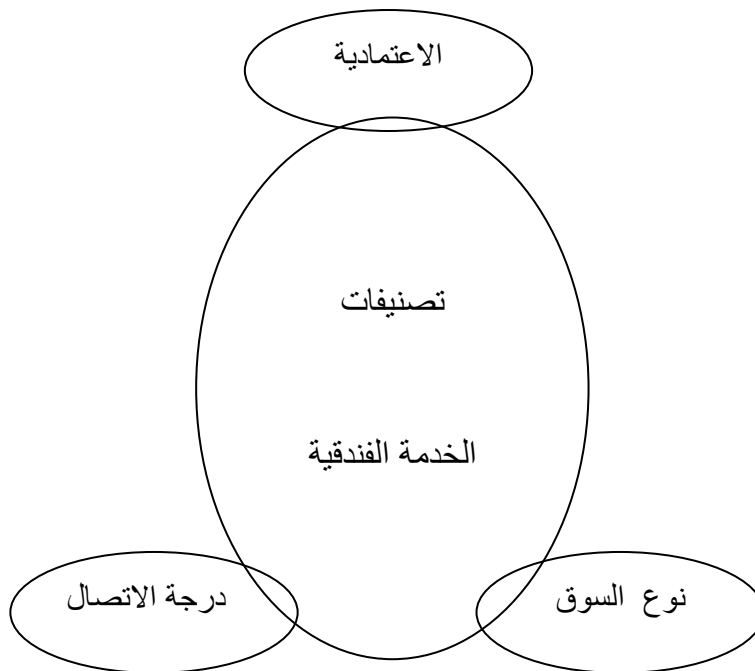 الاعتمادية
تصنيفات
الخدمة الفندقية
نوع السوق
درجة الاتصال